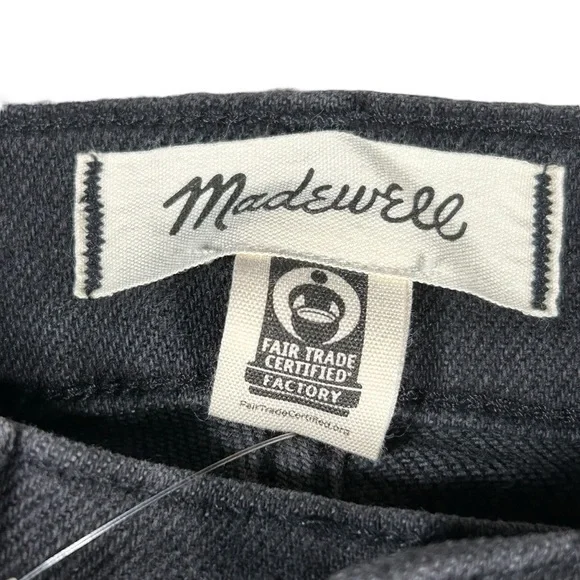 Madewell
FAIR TRADE
CERTIFIED
FACTORY
FairTradeCertified.org